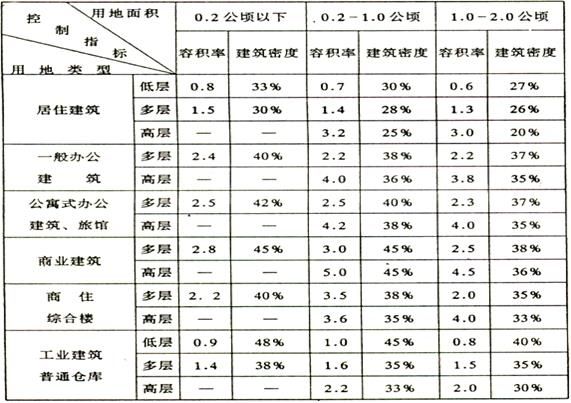 控制指标 用地面积 0.2公顷以下 0.2-1.0公顷 1.0-2.0公顷
用地类型 容积率 建筑密度 容积率 建筑密度 容积率 建筑密度
居住建筑 低层 0.8 33% 0.7 30% 0.6 27%
多层 1.5 30% 1.4 28% 1.3 26%
高层 — — 3.2 25% 3.0 20%
一般办公 多层 2.4 40% 2.2 38% 2.2 37%
建筑 高层 — — 4.0 36% 3.8 35%
公寓式办公 多层 2.5 42% 2.5 40% 2.3 37%
建筑、旅馆 高层 — — 4.2 38% 4.0 35%
商业建筑 多层 2.8 45% 3.0 45% 2.5 38%
高层 — — 5.0 45% 4.5 36%
商住 多层 2.2 40% 3.5 38% 2.0 35%
综合楼 高层 — — 3.6 35% 4.0 33%
工业建筑 低层 0.9 48% 1.0 45% 0.8 40%
普通仓库 多层 1.4 38% 1.6 35% 1.5 35%
高层 — — 2.2 33% 2.0 30%